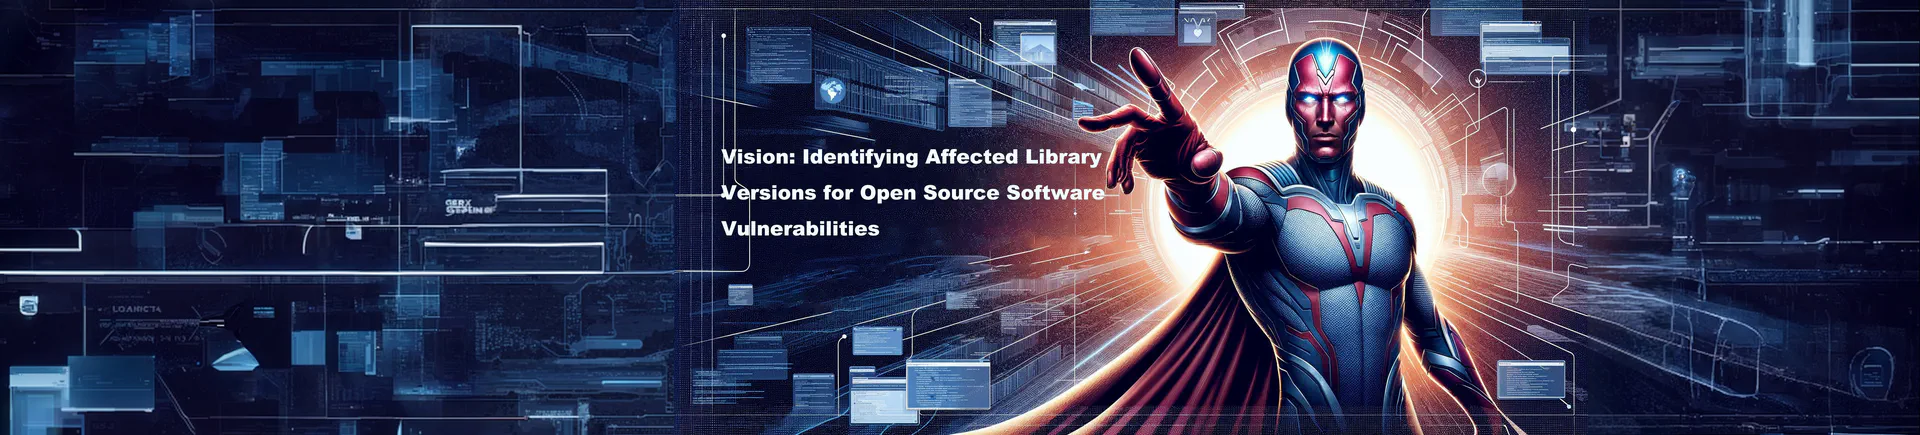 Vision: Identifying Affected Library
Versions for Open Source Software
Vulnerabilities